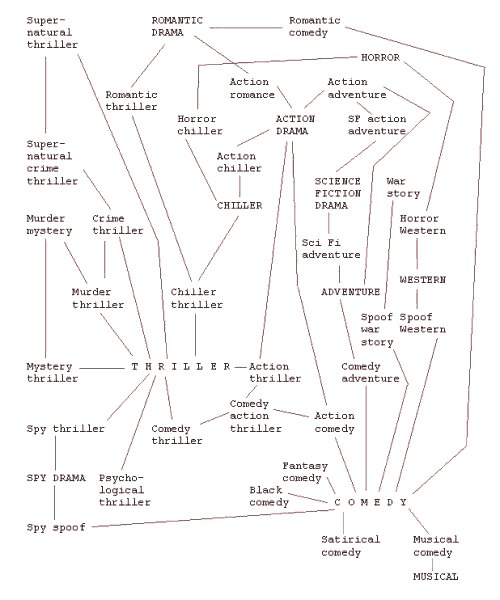 Super-
natural
thriller
ROMANTIC
DRAMA
Romantic
comedy
HORROR
Romantic
thriller
Action
romance
Action
adventure
Horror
chiller
ACTION
DRAMA
SF action
adventure
Super-
natural
crime
thriller
Action
chiller
SCIENCE
FICTION
DRAMA
War
story
CHILLER
Murder
mystery
Crime
thriller
Horror
Western
Sci Fi
adventure
Murder
thriller
Chiller
thriller
ADVENTURE
WESTERN
Spoof
war
story
Spoof
Western
Mystery
thriller
T H R I L L E R
Action
thriller
Comedy
adventure
Comedy
action
thriller
Spy thriller
Comedy
thriller
Action
comedy
SPY DRAMA
Psycho-
logical
thriller
Fantasy
comedy
Black
comedy
C O M E D Y
Spy spoof
Satirical
comedy
Musical
comedy
MUSICAL